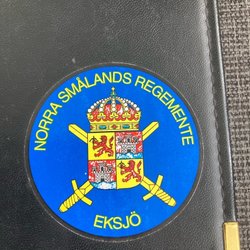 NORRA SMÅLANDS REGEMENTE
EKSJÖ